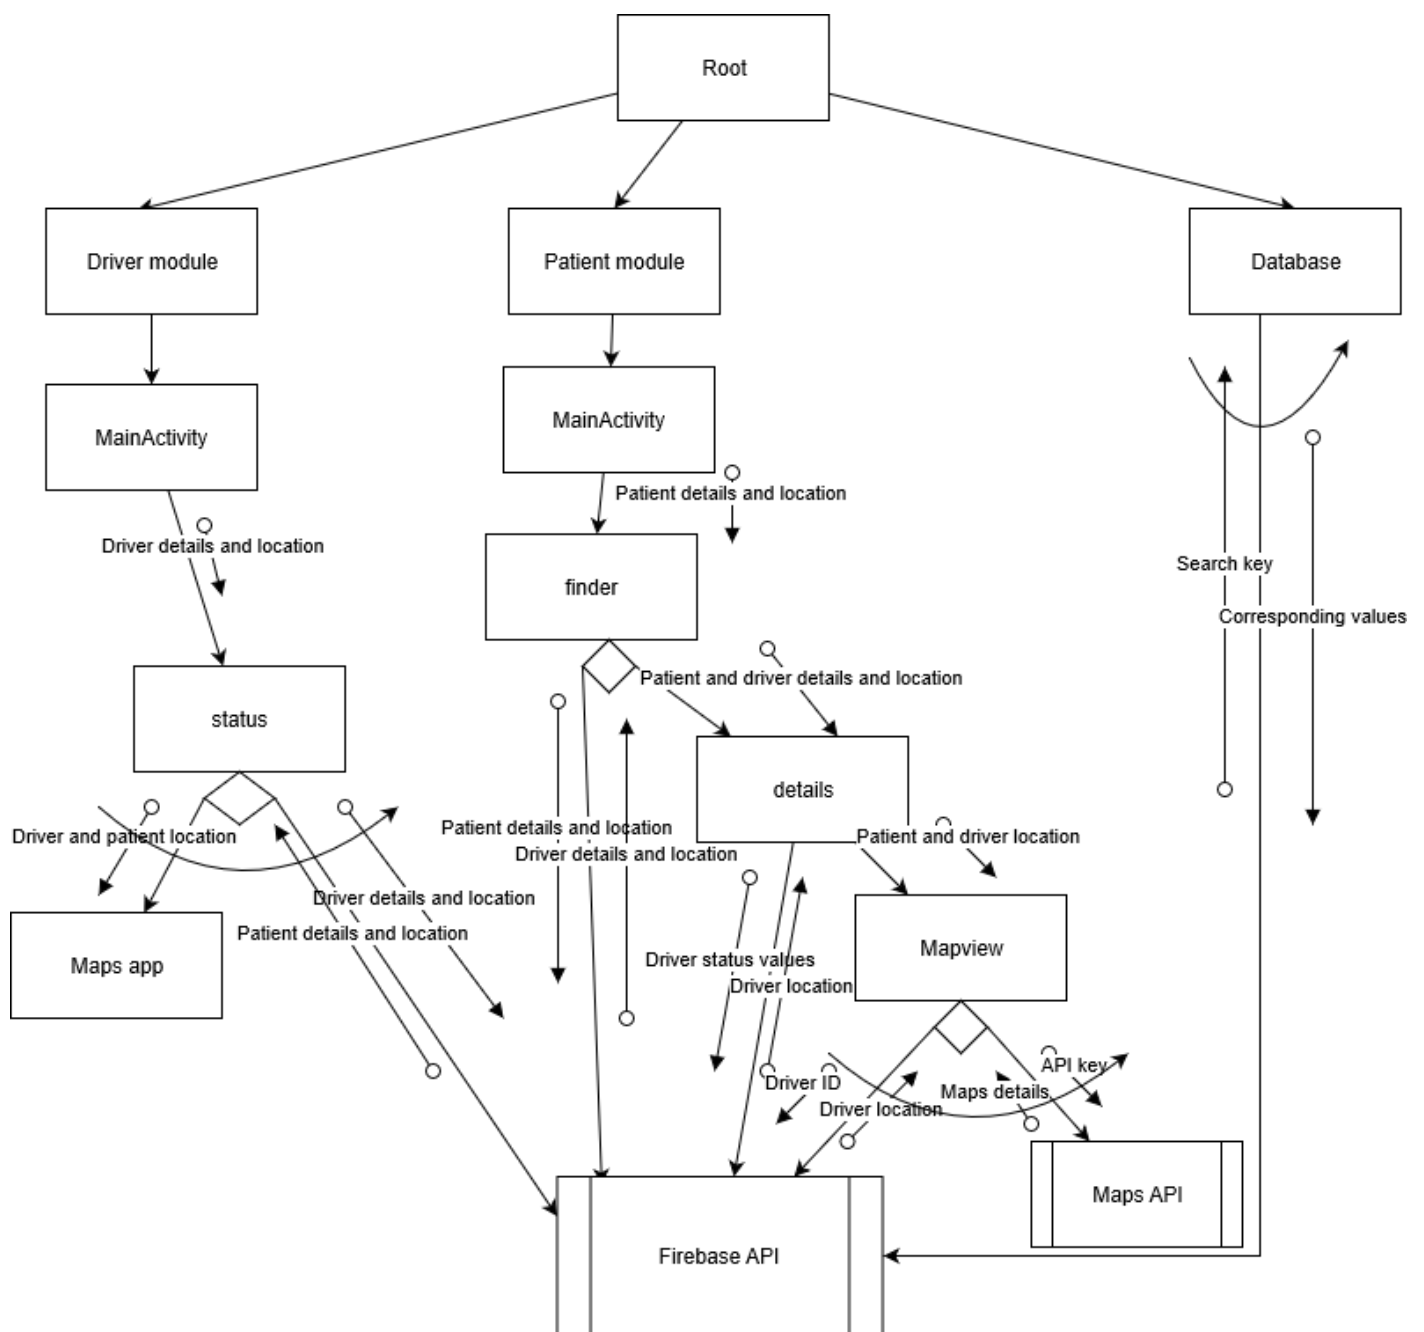 Root
Driver module
Patient module
Database
MainActivity
MainActivity
Patient details and location
Driver details and location
Search key
finder
Corresponding values
Patient and driver details and location
status
details
Driver and patient location
Patient details and location
Patient and driver location
Driver details and location
Driver details and location
Patient details and location
Mapview
Driver status values
Maps app
Driver location
API key
Driver ID
Maps details
Driver location
Maps API
Firebase API